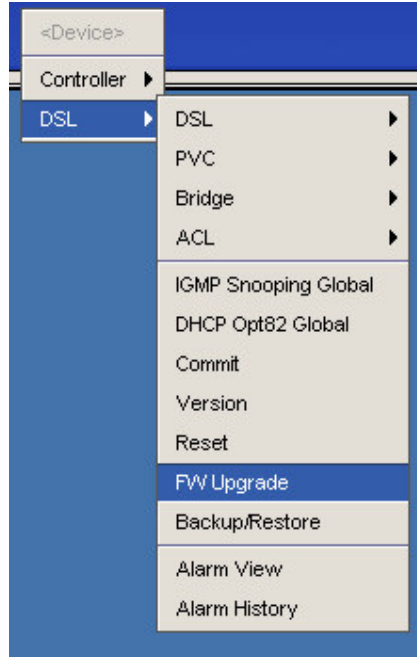 <Device>
Controller
DSL
DSL
PVC
Bridge
ACL
IGMP Snooping Global
DHCP Opt82 Global
Commit
Version
Reset
FW Upgrade
Backup/Restore
Alarm View
Alarm History